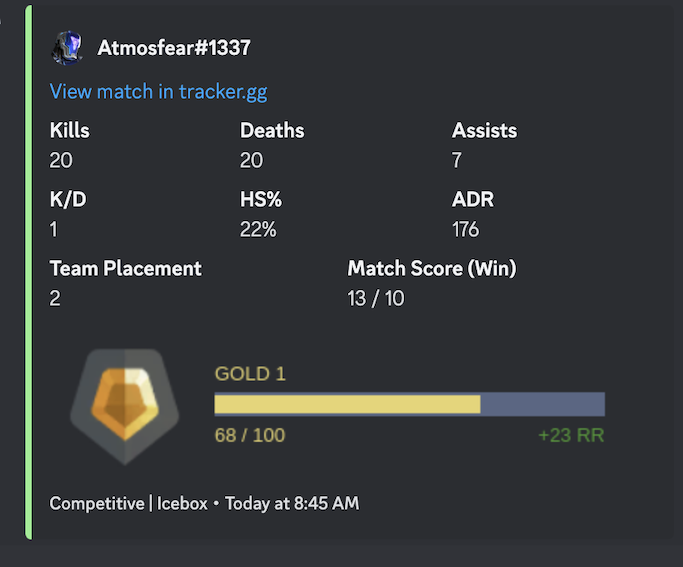 Atmosfear#1337
View match in tracker.gg
Kills Deaths Assists
20 20 7
K/D HS% ADR
1 22% 176
Team Placement Match Score (Win)
2 13 / 10
GOLD 1
68 / 100 +23 RR
Competitive | Icebox • Today at 8:45 AM